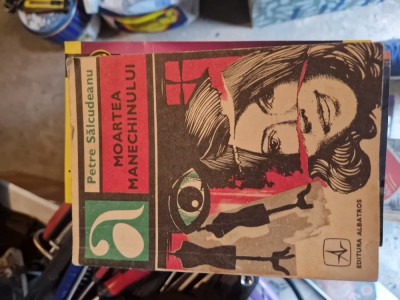 Petre Sălcudeanu
MOARTEA
MANECHINULUI
a
EDITURA ALBATROS